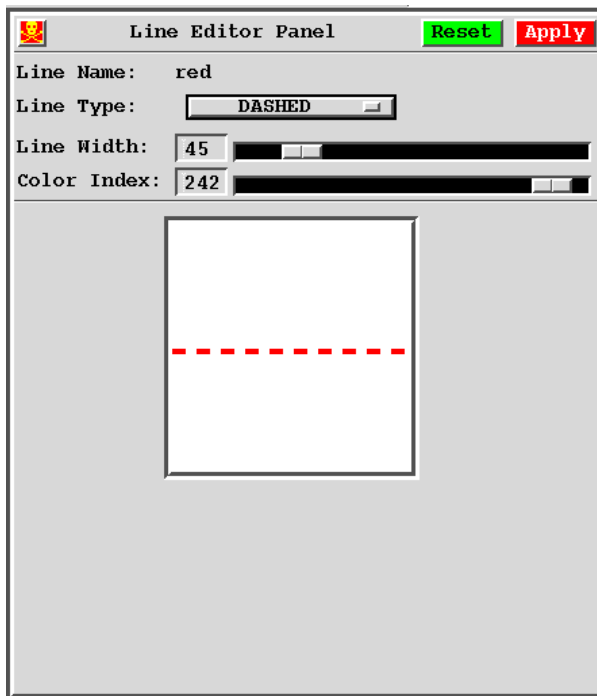 Line Editor Panel Reset Apply
Line Name: red
Line Type: DASHED
Line Width: 45
Color Index: 242